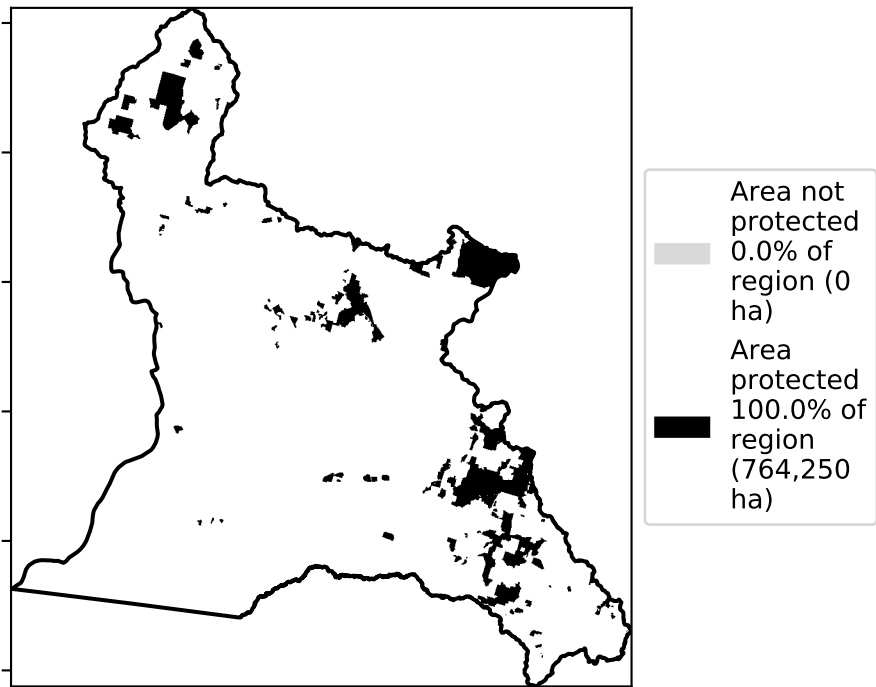 Area not
protected
0.0% of
region (0
ha)
Area
protected
100.0% of
region
(764,250
ha)